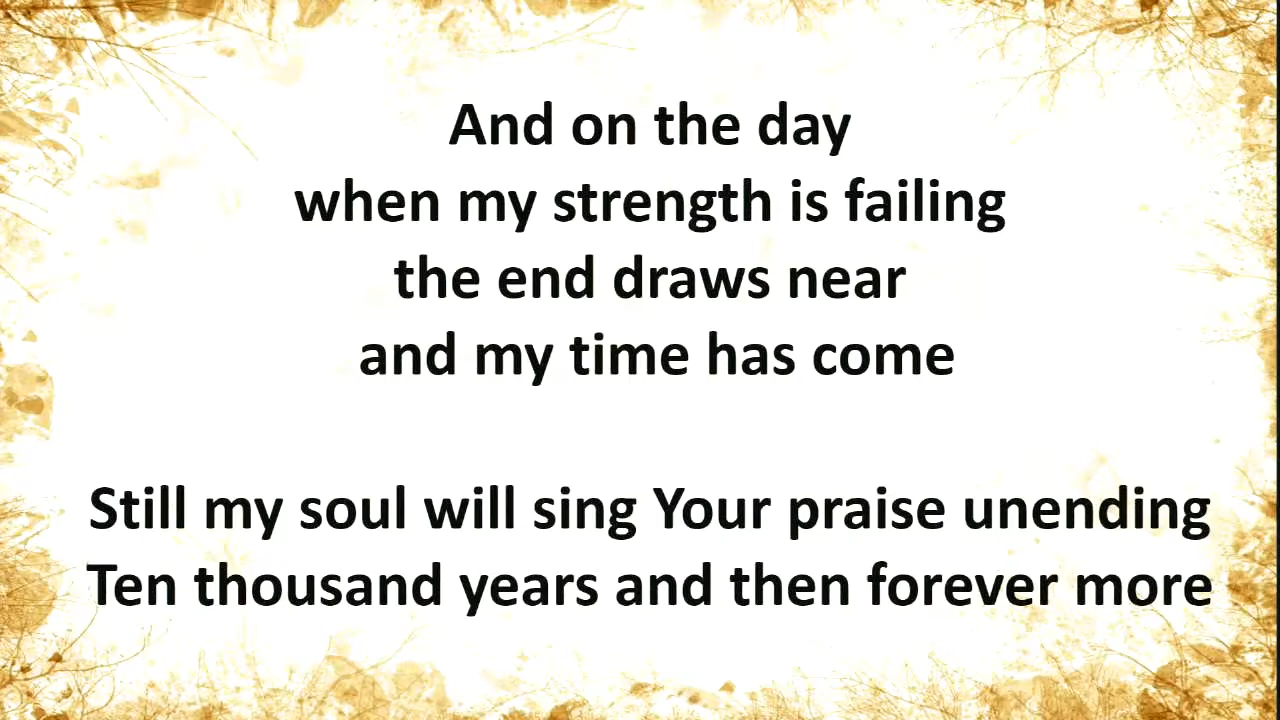 And on the day
when my strength is failing
the end draws near
and my time has come
Still my soul will sing Your praise unending
Ten thousand years and then forever more